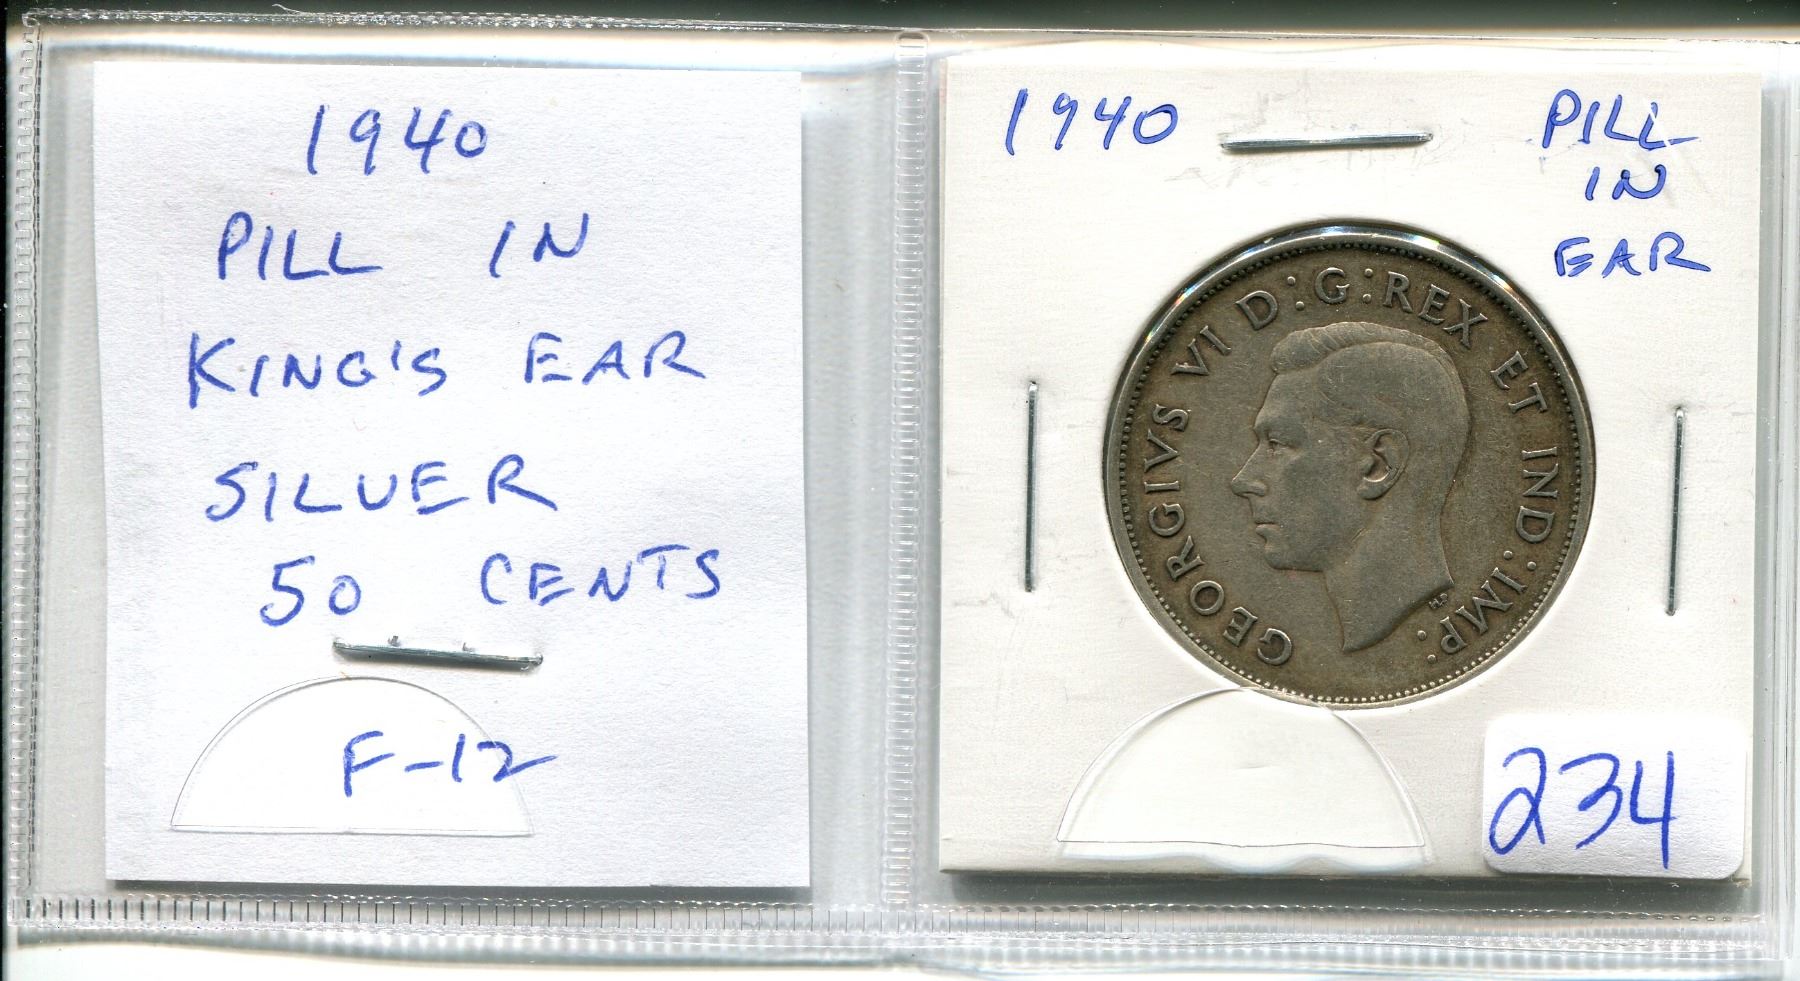 1940
PILL IN
KING'S EAR
SILVER
50 CENTS
F-12
1940
PILL
IN
EAR
GEORGIVS VI D:G:REX ET IND:IMP:
H.P
234